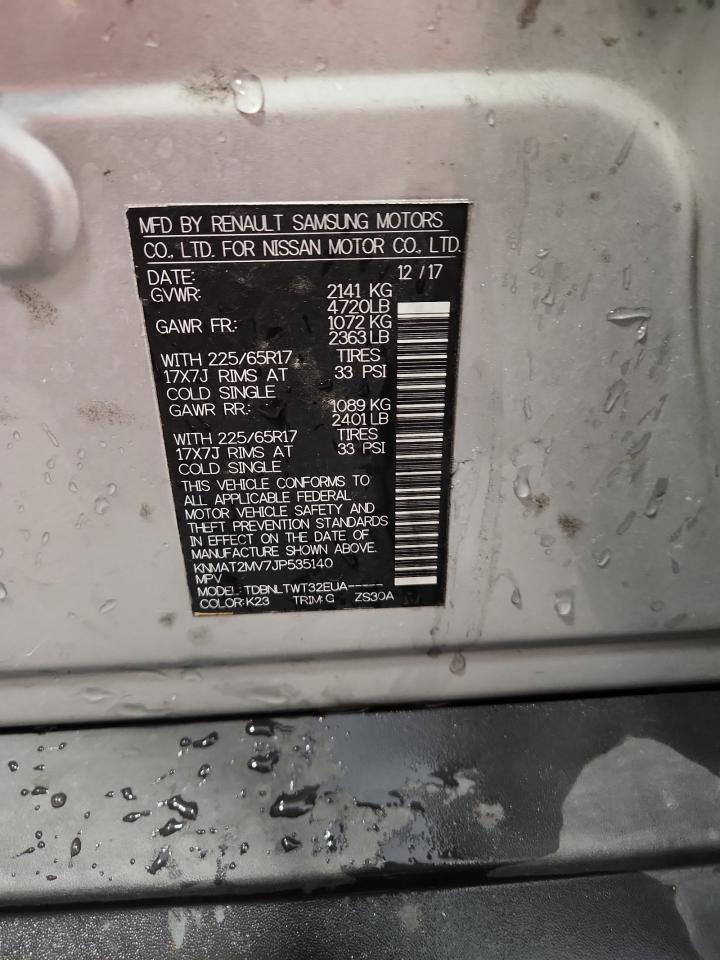 MFD BY RENAULT SAMSUNG MOTORS
CO., LTD. FOR NISSAN MOTOR CO., LTD.
DATE: 12 /17
GVWR: 2141 KG
4720LB
GAWR FR.: 1072 KG
2363 LB
WITH 225/65R17 TIRES
17X7J RIMS AT 33 PSI
COLD SINGLE
GAWR RR.: 1089 KG
2401 LB
WITH 225/65R17 TIRES
17X7J RIMS AT 33 PSI
COLD SINGLE
THIS VEHICLE CONFORMS TO
ALL APPLICABLE FEDERAL
MOTOR VEHICLE SAFETY AND
THEFT PREVENTION STANDARDS
IN EFFECT ON THE DATE OF
MANUFACTURE SHOWN ABOVE.
KNMAT2MV7JP535140
MPV
MODEL: TDBNLTWT32EUA-----
COLOR:K23 TRIM: G ZS30A